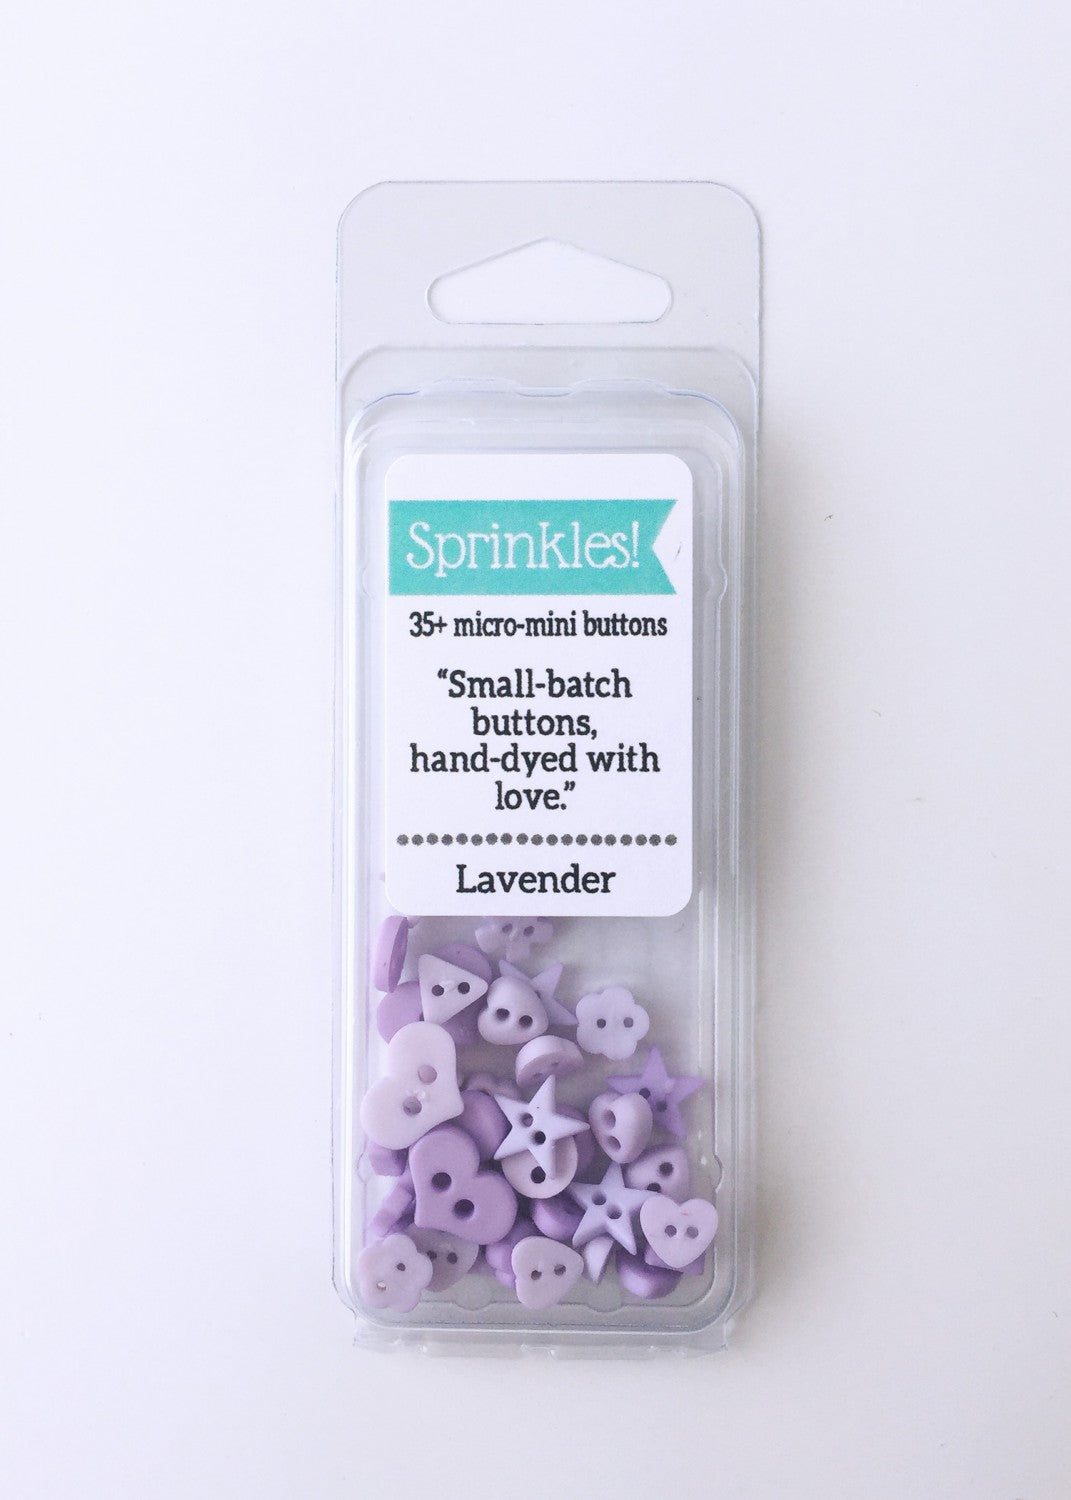 Sprinkles!
35+ micro-mini buttons
“Small-batch
buttons,
hand-dyed with
love.”
Lavender